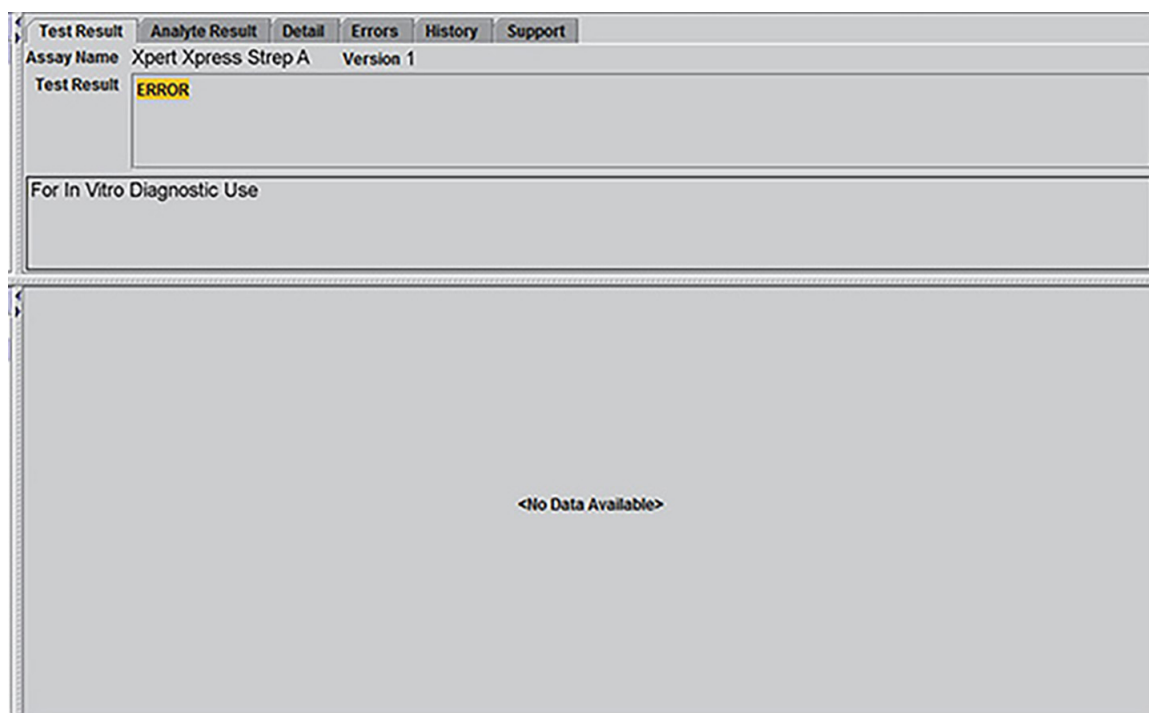 Test Result Analyte Result Detail Errors History Support
Assay Name Xpert Xpress Strep A Version 1
Test Result ERROR
For In Vitro Diagnostic Use
<No Data Available>